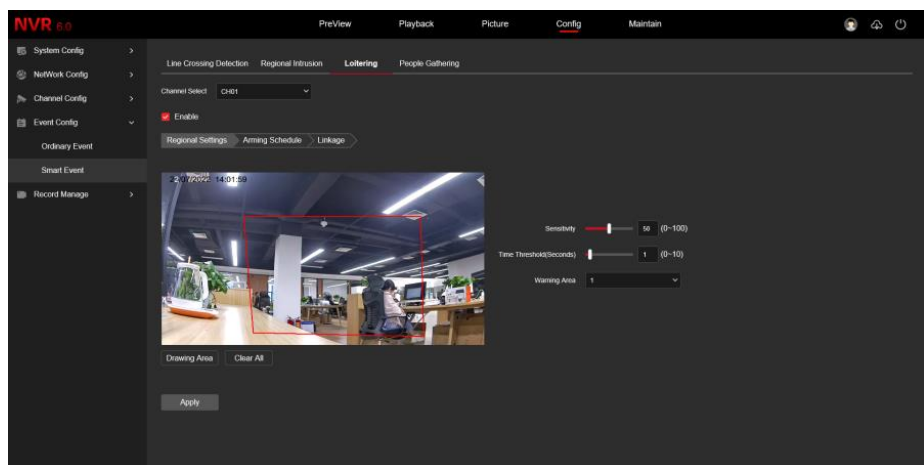 NVR 6.0 PreView Playback Picture Config Maintain
System Config
NetWork Config
Channel Config
Event Config
Ordinary Event
Smart Event
Record Manage
Line Crossing Detection Regional Intrusion Loitering People Gathering
Channel Select CH01
Enable
Regional Settings Arming Schedule Linkage
22/07/2022 14:01:59
Sensitivity 50 (0~100)
Time Threshold(Seconds) 1 (0~10)
Warning Area 1
Drawing Area Clear All
Apply